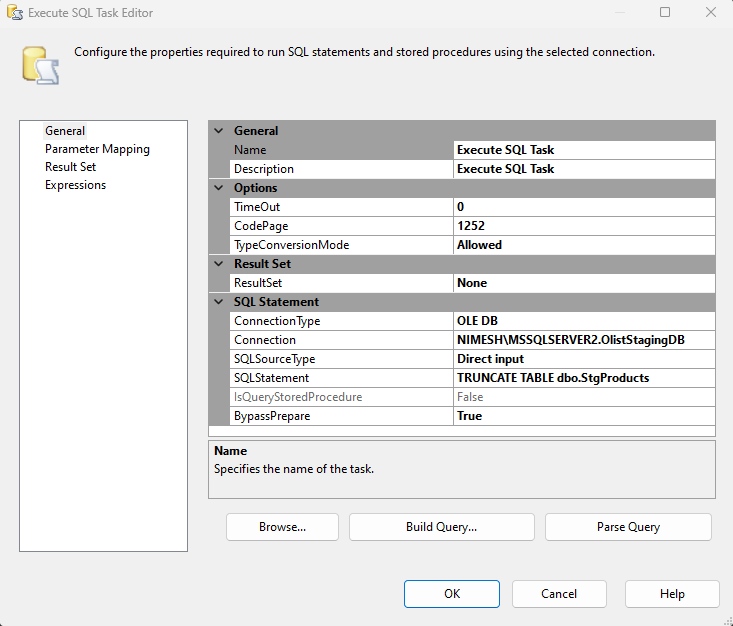 Execute SQL Task Editor
Configure the properties required to run SQL statements and stored procedures using the selected connection.
General
Parameter Mapping
Result Set
Expressions
General
Name Execute SQL Task
Description Execute SQL Task
Options
TimeOut 0
CodePage 1252
TypeConversionMode Allowed
Result Set
ResultSet None
SQL Statement
ConnectionType OLE DB
Connection NIMESH\MSSQLSERVER2.OlistStagingDB
SQLSourceType Direct input
SQLStatement TRUNCATE TABLE dbo.StgProducts
IsQueryStoredProcedure False
BypassPrepare True
Name
Specifies the name of the task.
Browse... Build Query... Parse Query
OK Cancel Help